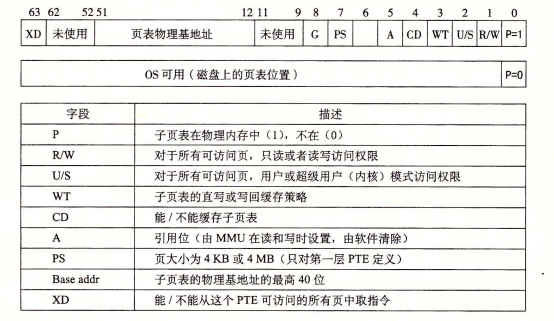 63 62 52 51 12 11 9 8 7 6 5 4 3 2 1 0
XD 未使用 页表物理基地址 未使用 G PS A CD WT U/S R/W P=1
OS 可用（磁盘上的页表位置） P=0
字段 描述
P 子页表在物理内存中（1），不在（0）
R/W 对于所有可访问页，只读或者读写访问权限
U/S 对于所有可访问页，用户或超级用户（内核）模式访问权限
WT 子页表的直写或写回缓存策略
CD 能 / 不能缓存子页表
A 引用位（由 MMU 在读和写时设置，由软件清除）
PS 页大小为 4 KB 或 4 MB（只对第一层 PTE 定义）
Base addr 子页表的物理基地址的最高 40 位
XD 能 / 不能从这个 PTE 可访问的所有页中取指令